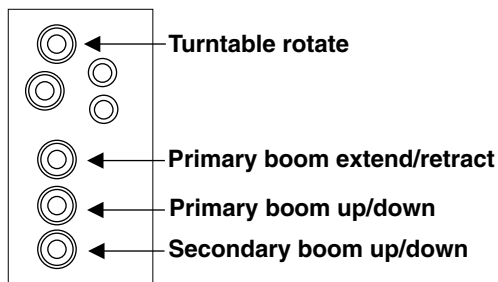 Turntable rotate
Primary boom extend/retract
Primary boom up/down
Secondary boom up/down